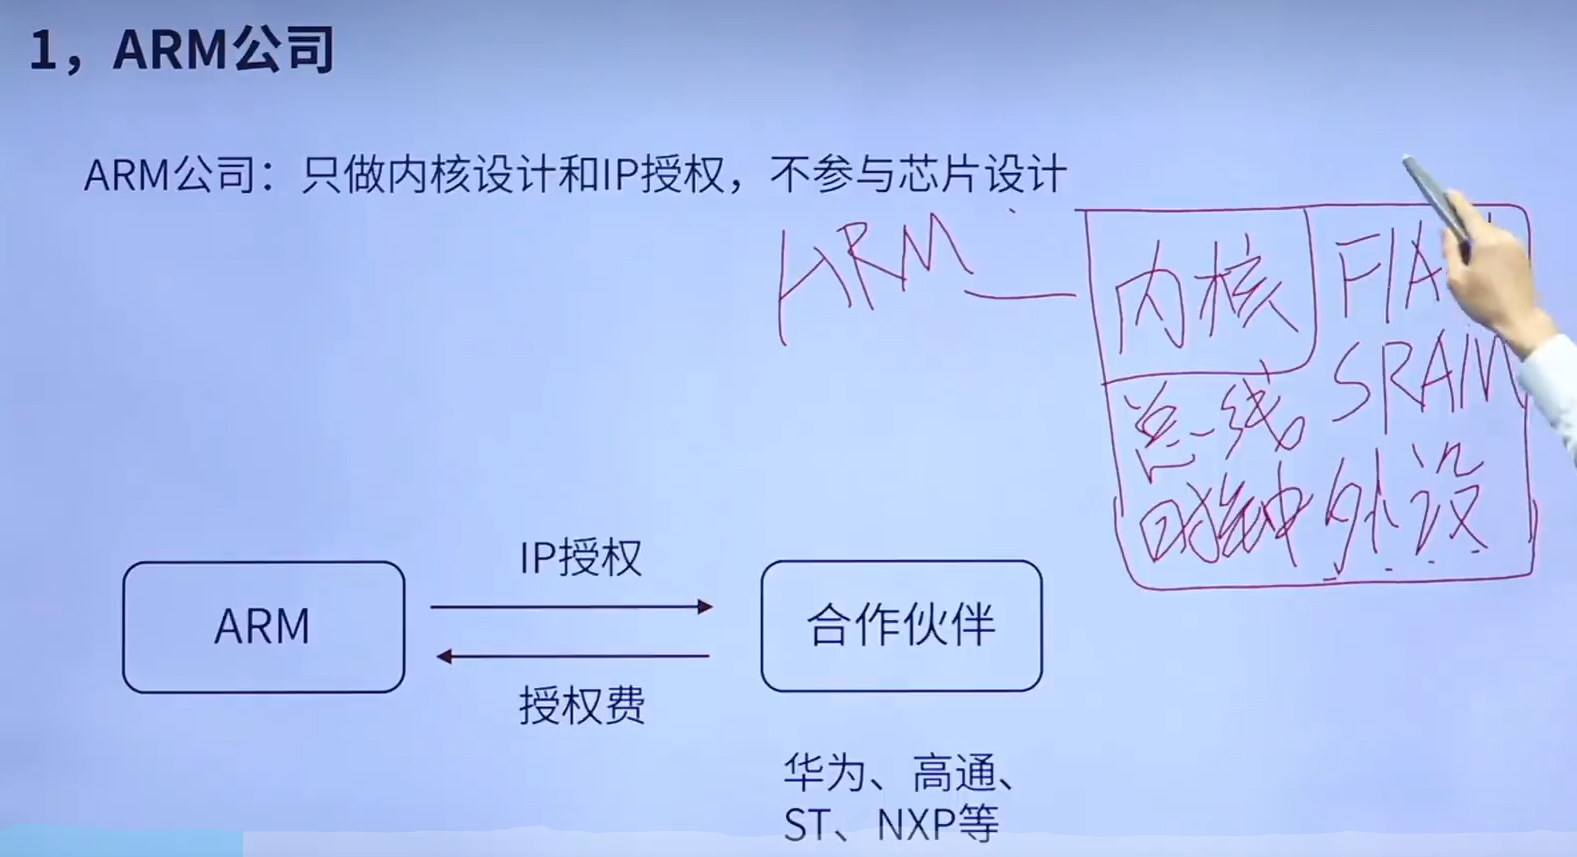 1，ARM公司
ARM公司：只做内核设计和IP授权，不参与芯片设计
ARM
内核
SRAM
总线
时钟 外设
IP授权
ARM
合作伙伴
授权费
华为、高通、
ST、NXP等